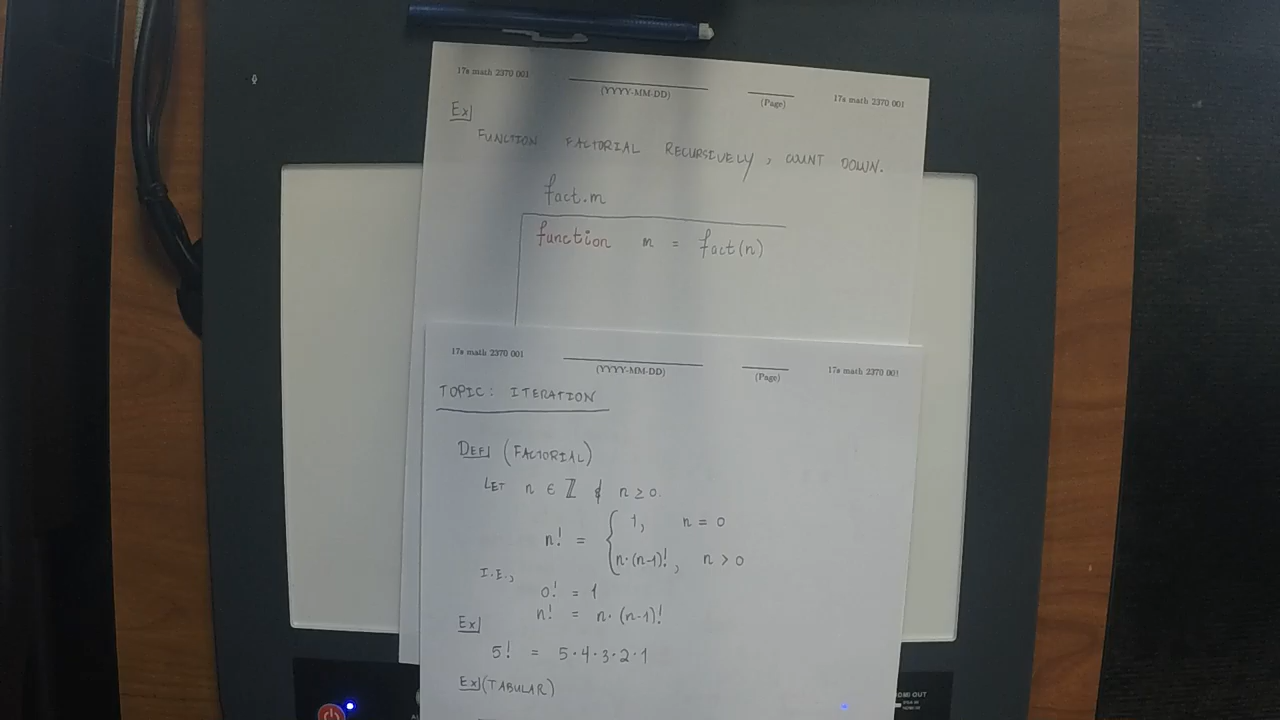 17s math 2370 001
(YYYY-MM-DD)
(Page)
17s math 2370 001
Ex
FUNCTION FACTORIAL RECURSIVELY, COUNT DOWN.
fact.m
function m = fact(n)
17s math 2370 001
(YYYY-MM-DD)
(Page)
17s math 2370 001
TOPIC: ITERATION
DEF (FACTORIAL)
LET n ∈ ℤ & n ≥ 0.
n! = { 1, n = 0
n·(n-1)!, n > 0
I.E.,
0! = 1
n! = n·(n-1)!
Ex
5! = 5·4·3·2·1
Ex (TABULAR)